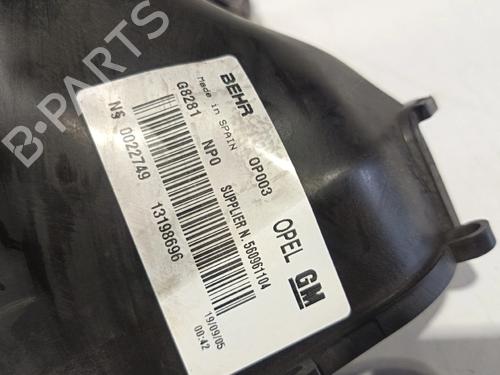 BEHR
Made in SPAIN
OP003
G8281 NPO
OPEL GM
SUPPLIER N. 560961104
NS 0022749 13198696
19/09/05
00:42
B-PARTS